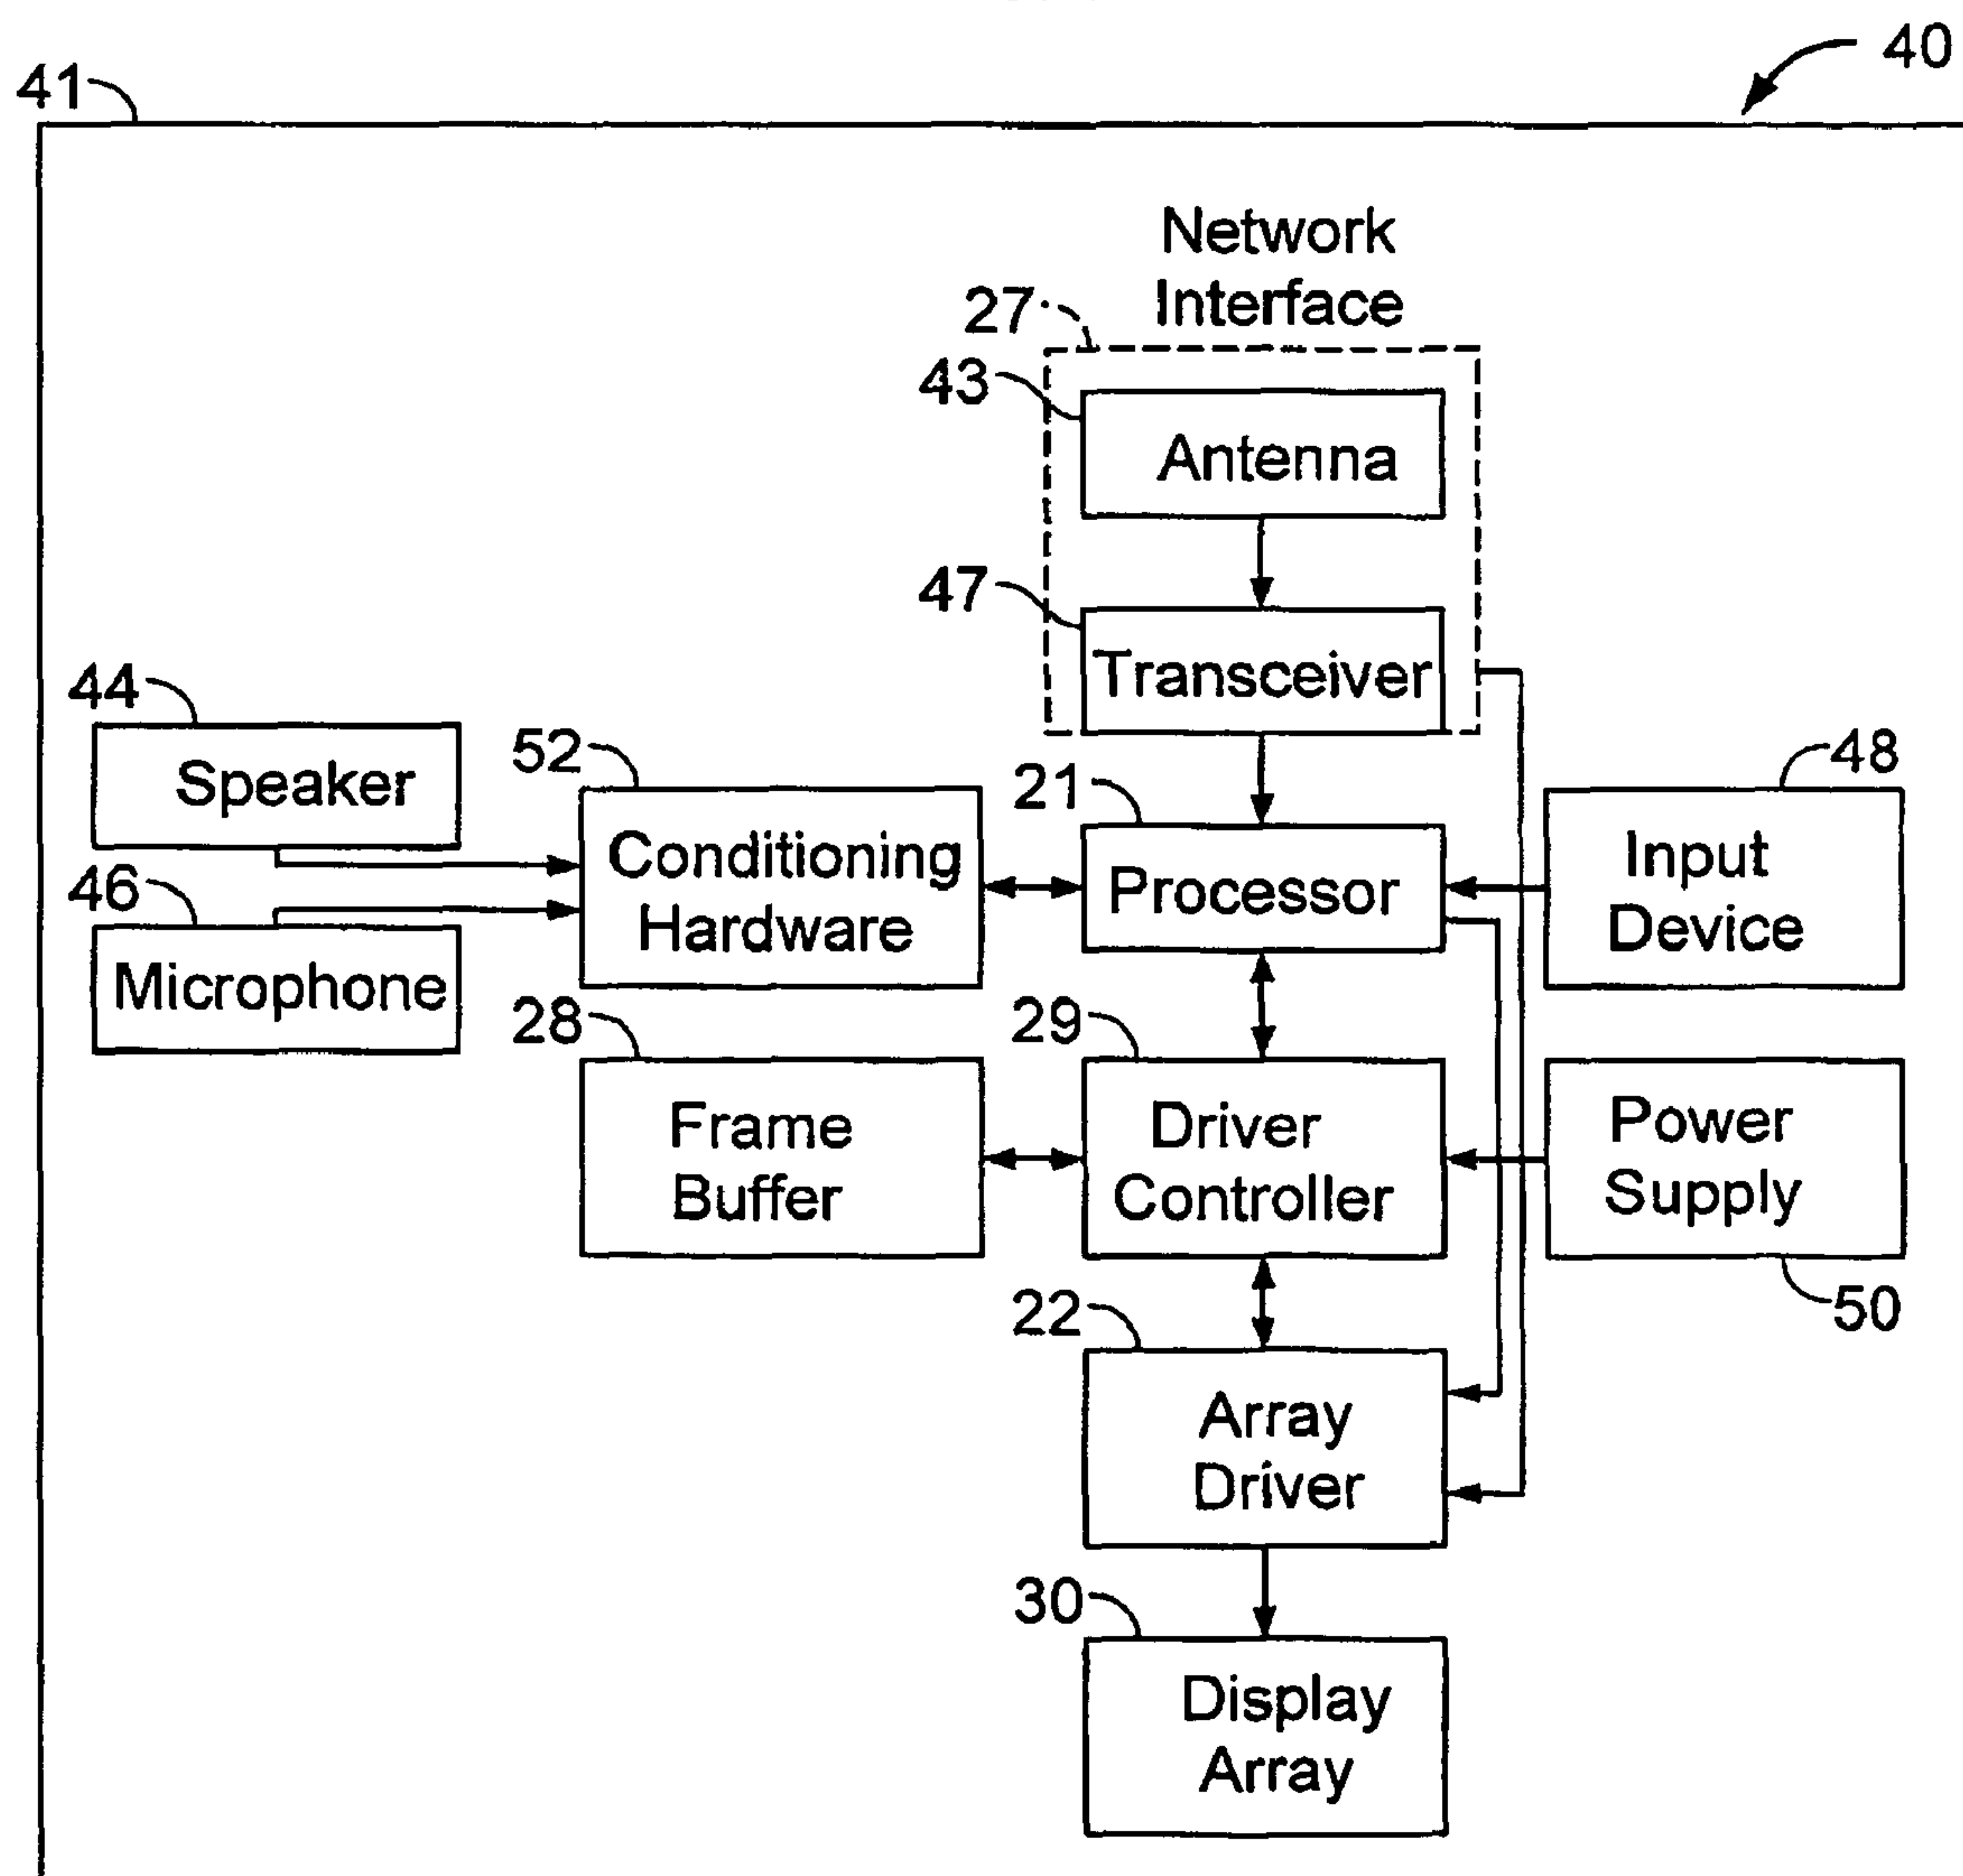 40
41
Network
Interface
27
43
Antenna
47
Transceiver
44
Speaker
52
Conditioning
Hardware
21
Processor
48
Input
Device
46
Microphone
28
Frame
Buffer
29
Driver
Controller
Power
Supply
50
22
Array
Driver
30
Display
Array